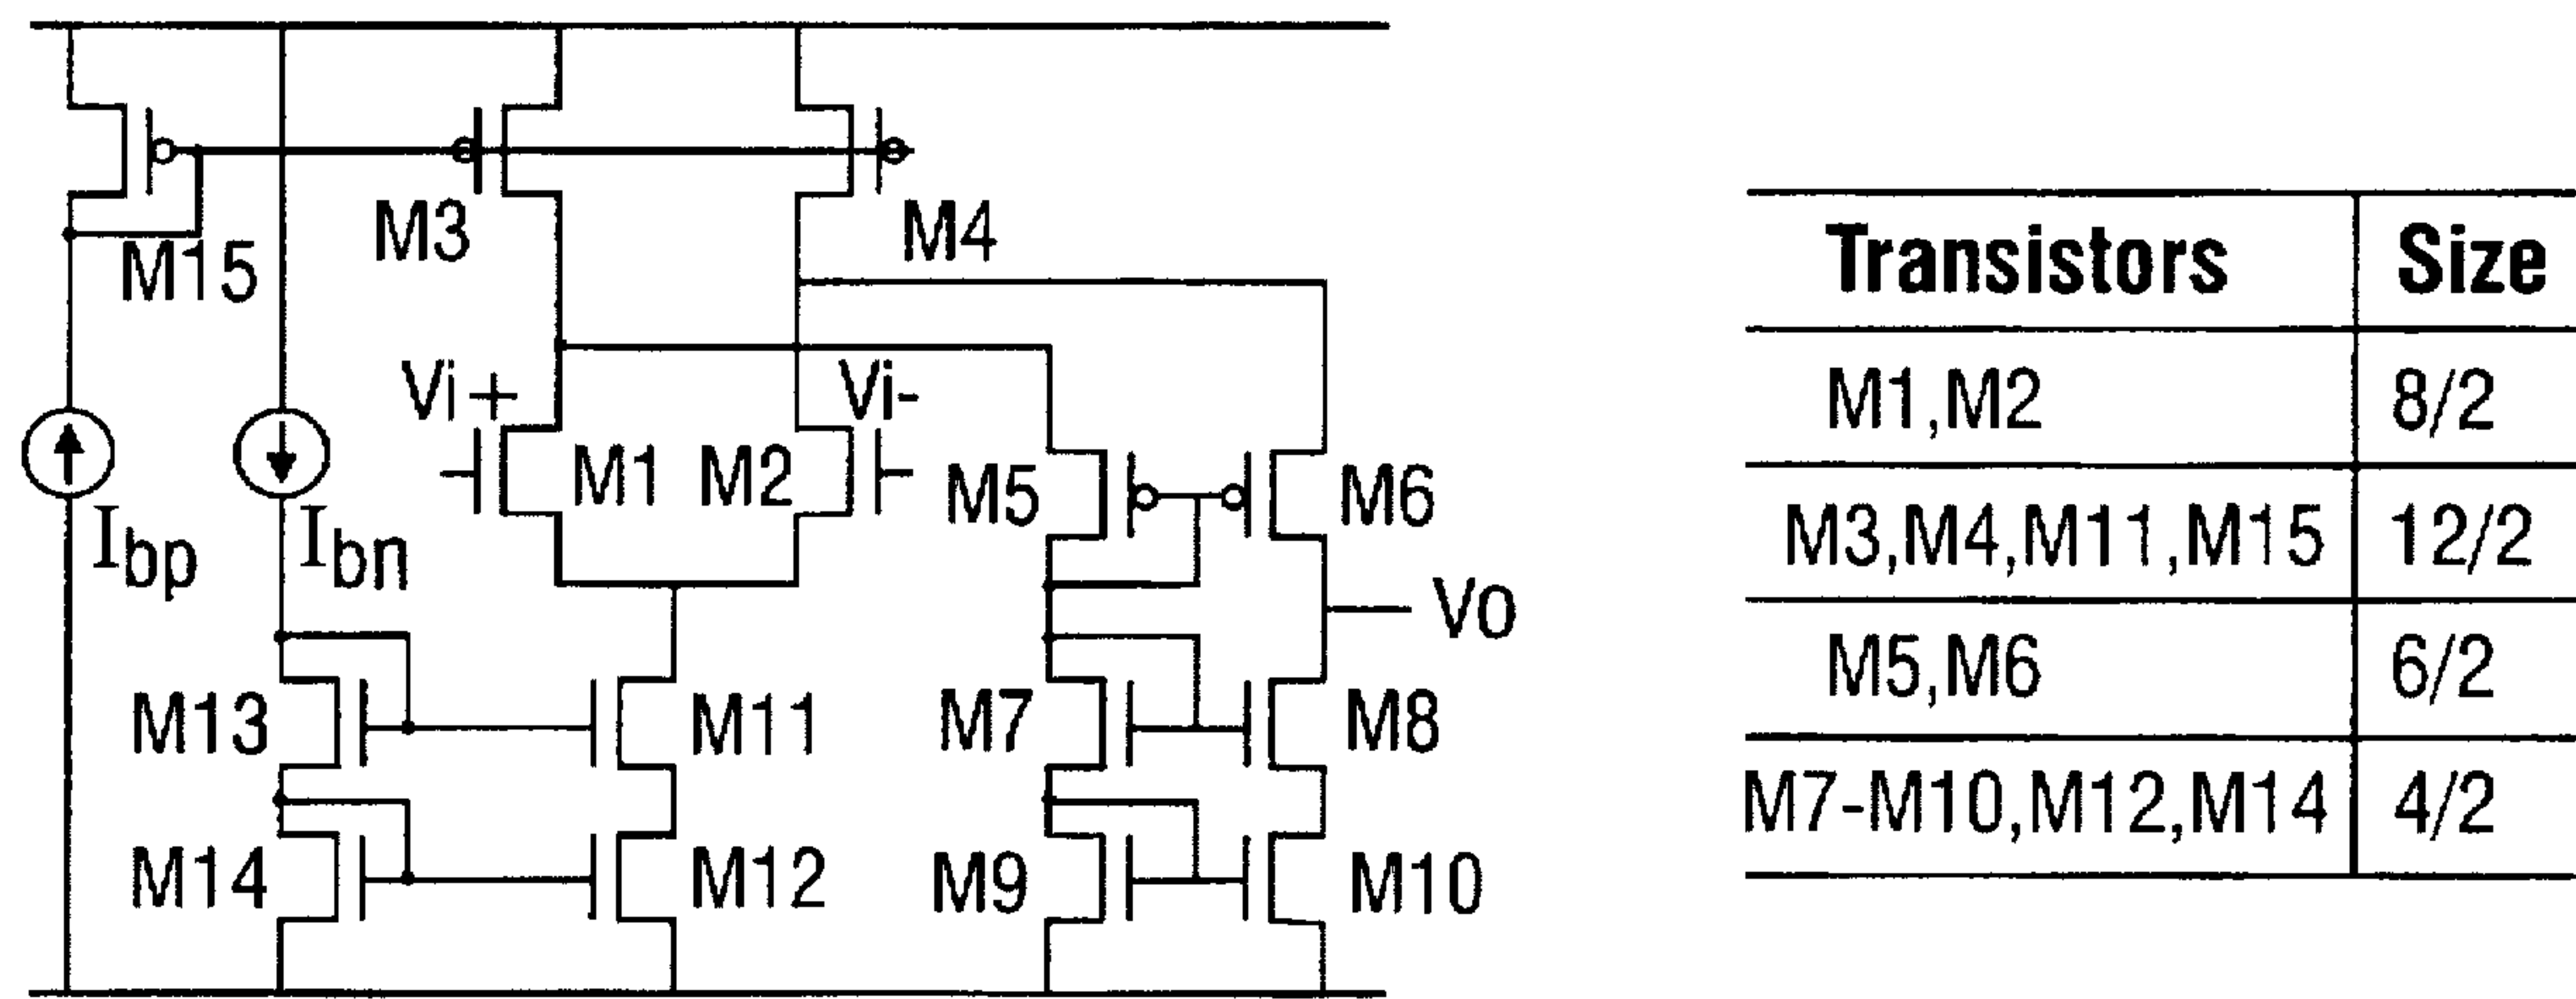 M15
M3
M4
Vi+
Vi-
M1
M2
M5
M6
Ibp
Ibn
Vo
M13
M11
M7
M8
M14
M12
M9
M10
Transistors Size
M1,M2 8/2
M3,M4,M11,M15 12/2
M5,M6 6/2
M7-M10,M12,M14 4/2